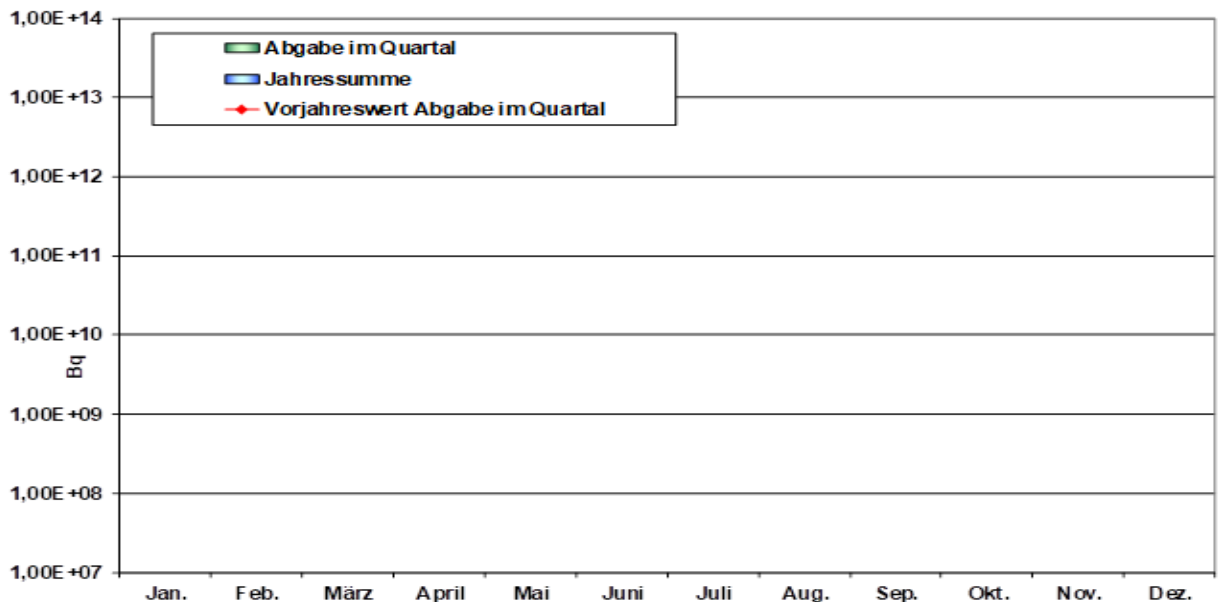 1,00E+14
Abgabe im Quartal
Jahressumme
Vorjahreswert Abgabe im Quartal
1,00E+13
1,00E+12
1,00E+11
1,00E+10
Bq
1,00E+09
1,00E+08
1,00E+07
Jan. Feb. März April Mai Juni Juli Aug. Sep. Okt. Nov. Dez.